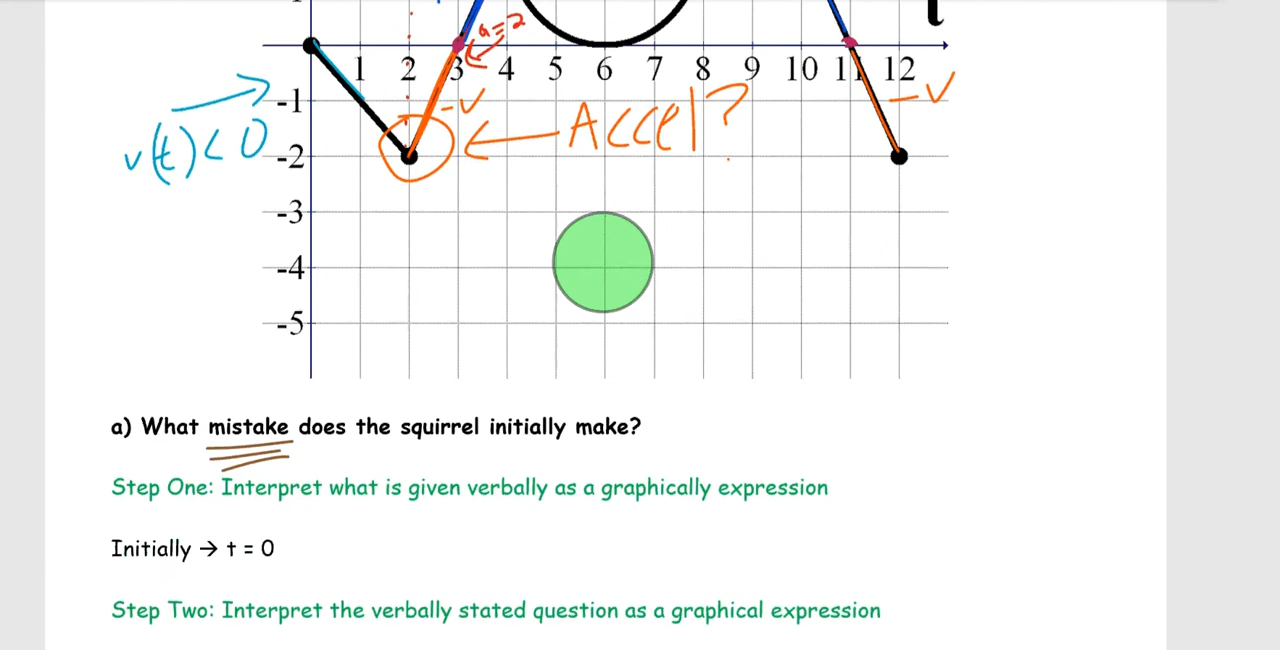 t
a = 2
1 2 3 4 5 6 7 8 9 10 11 12
-1
-2
-3
-4
-5
v(t) < 0
-v
Accel?
-v
a) What mistake does the squirrel initially make?
Step One: Interpret what is given verbally as a graphically expression
Initially → t = 0
Step Two: Interpret the verbally stated question as a graphical expression